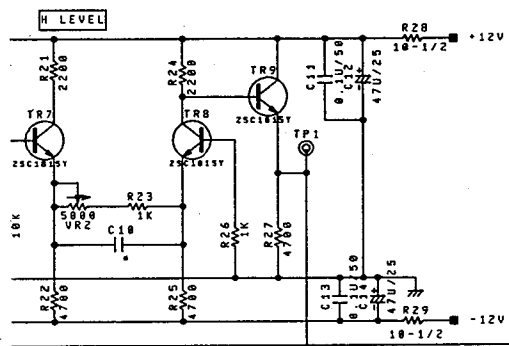 H LEVEL
R28
+12V
10-1/2
R21
2200
R24
2200
TR9
C11
0.1U/50
C12
47U/25
TR7
TR8
2SC1815Y
TP1
2SC1815Y
2SC1815Y
R23
5000
1K
VR2
10K
C10
*
R26
1K
R27
4700
R22
4700
R25
4700
C13
0.1U/50
C14
47U/25
R29
-12V
10-1/2